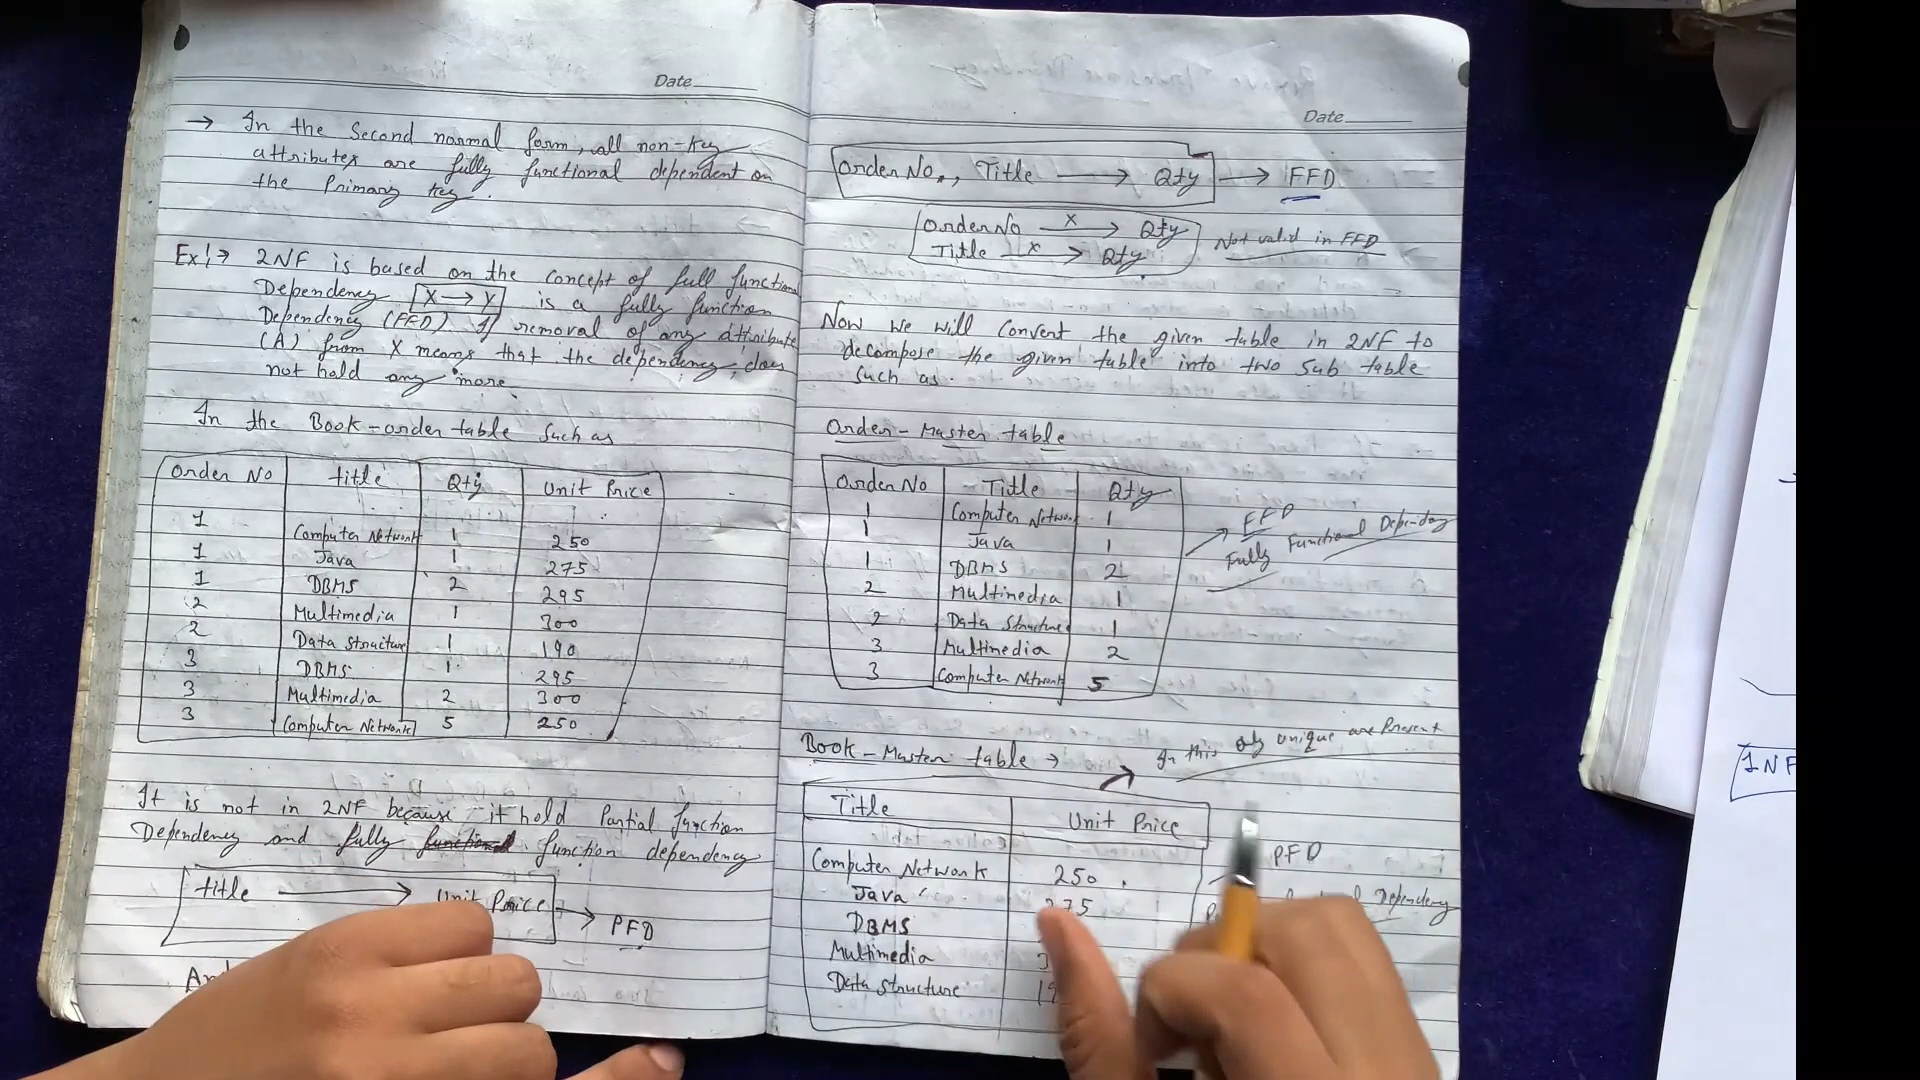 Date
→ In the Second normal form, all non-key
attributes are fully functional dependent on
the Primary key.
Ex:→ 2NF is based on the concept of full functional
Dependency X → Y is a fully function
Dependency (FFD). If removal of any attribute
(A) from X means that the dependency, does
not hold any more
In the Book-order table such as
Order No title Qty Unit Price
1 Computer Network 1 250
1 Java 1 275
1 DBMS 2 295
2 Multimedia 1 300
2 Data Structure 1 190
3 DBMS 1 295
3 Multimedia 2 300
3 Computer Network 5 250
It is not in 2NF because it hold Partial function
Dependency and fully function dependency
title → Unit Price → PFD
Date
Order No., Title → Qty → FFD
Order No x → Qty
Title x → Qty
Not valid in FFD
Now we will convert the given table in 2NF to
decompose the given table into two sub table
such as.
Order-Master table
Order No Title Qty
1 Computer Network 1
1 Java 1
1 DBMS 2
2 Multimedia 1
2 Data Structure 1
3 Multimedia 2
3 Computer Network 5
FFD
Fully Functional Dependay
Book-Master table →
In this only unique are Present
Title Unit Price
Computer Network 250
Java 275
DBMS
Multimedia
Data Structure
PFD
Dependency
1NF